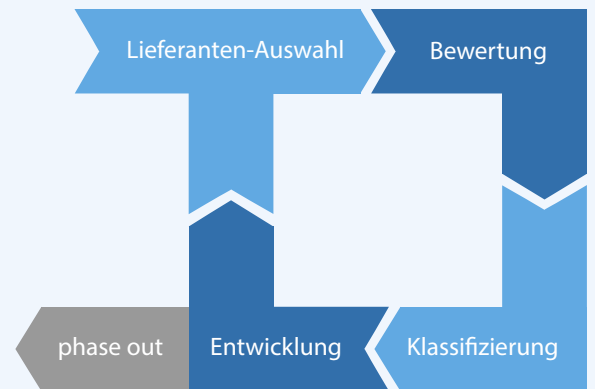 Lieferanten-Auswahl
Bewertung
phase out
Entwicklung
Klassifizierung